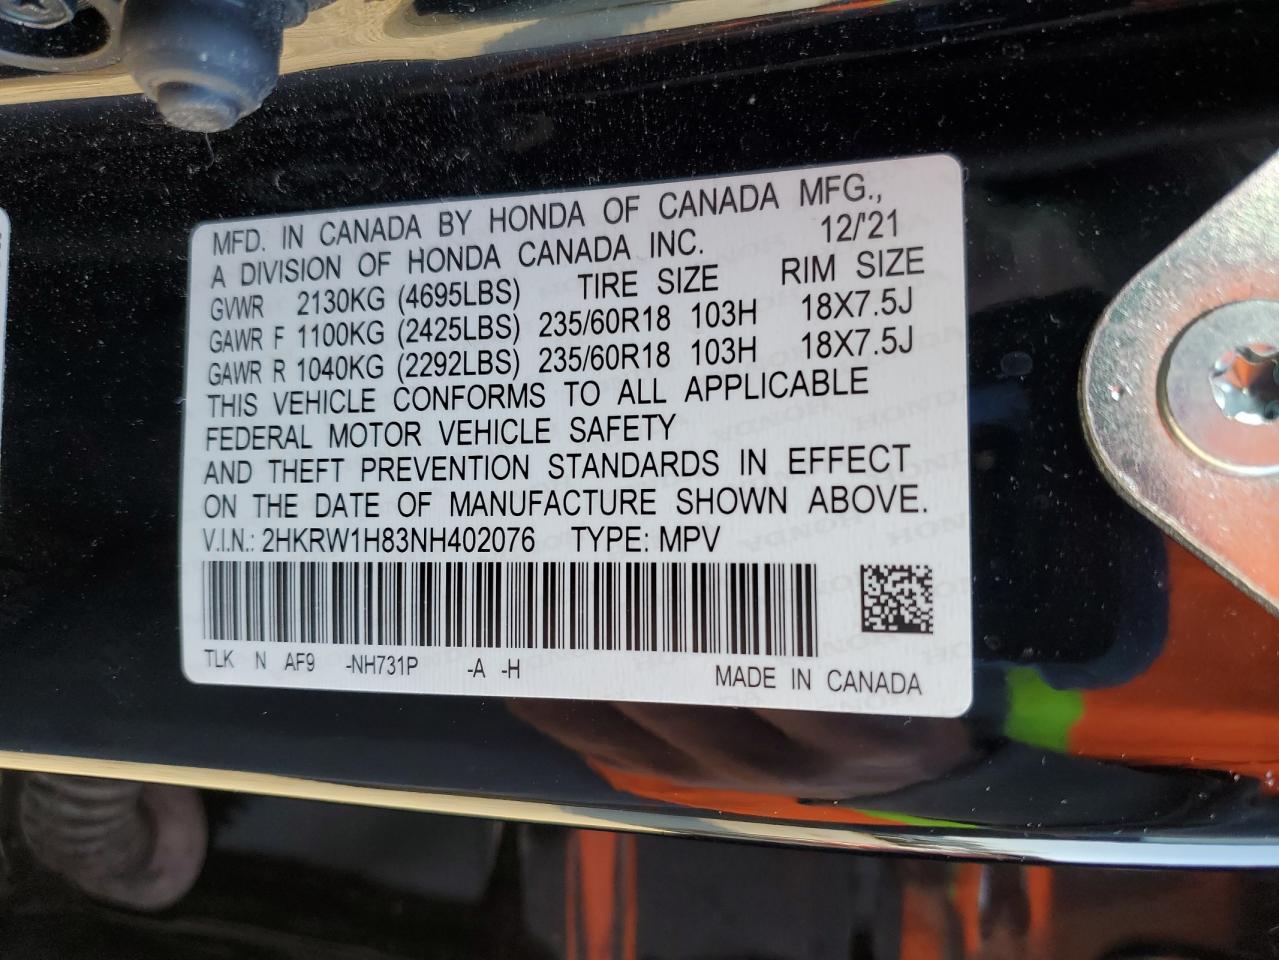 MFD. IN CANADA BY HONDA OF CANADA MFG.,
A DIVISION OF HONDA CANADA INC. 12/'21
GVWR 2130KG (4695LBS) TIRE SIZE RIM SIZE
GAWR F 1100KG (2425LBS) 235/60R18 103H 18X7.5J
GAWR R 1040KG (2292LBS) 235/60R18 103H 18X7.5J
THIS VEHICLE CONFORMS TO ALL APPLICABLE
FEDERAL MOTOR VEHICLE SAFETY
AND THEFT PREVENTION STANDARDS IN EFFECT
ON THE DATE OF MANUFACTURE SHOWN ABOVE.
V.I.N.: 2HKRW1H83NH402076 TYPE: MPV
TLK N AF9 -NH731P -A -H MADE IN CANADA